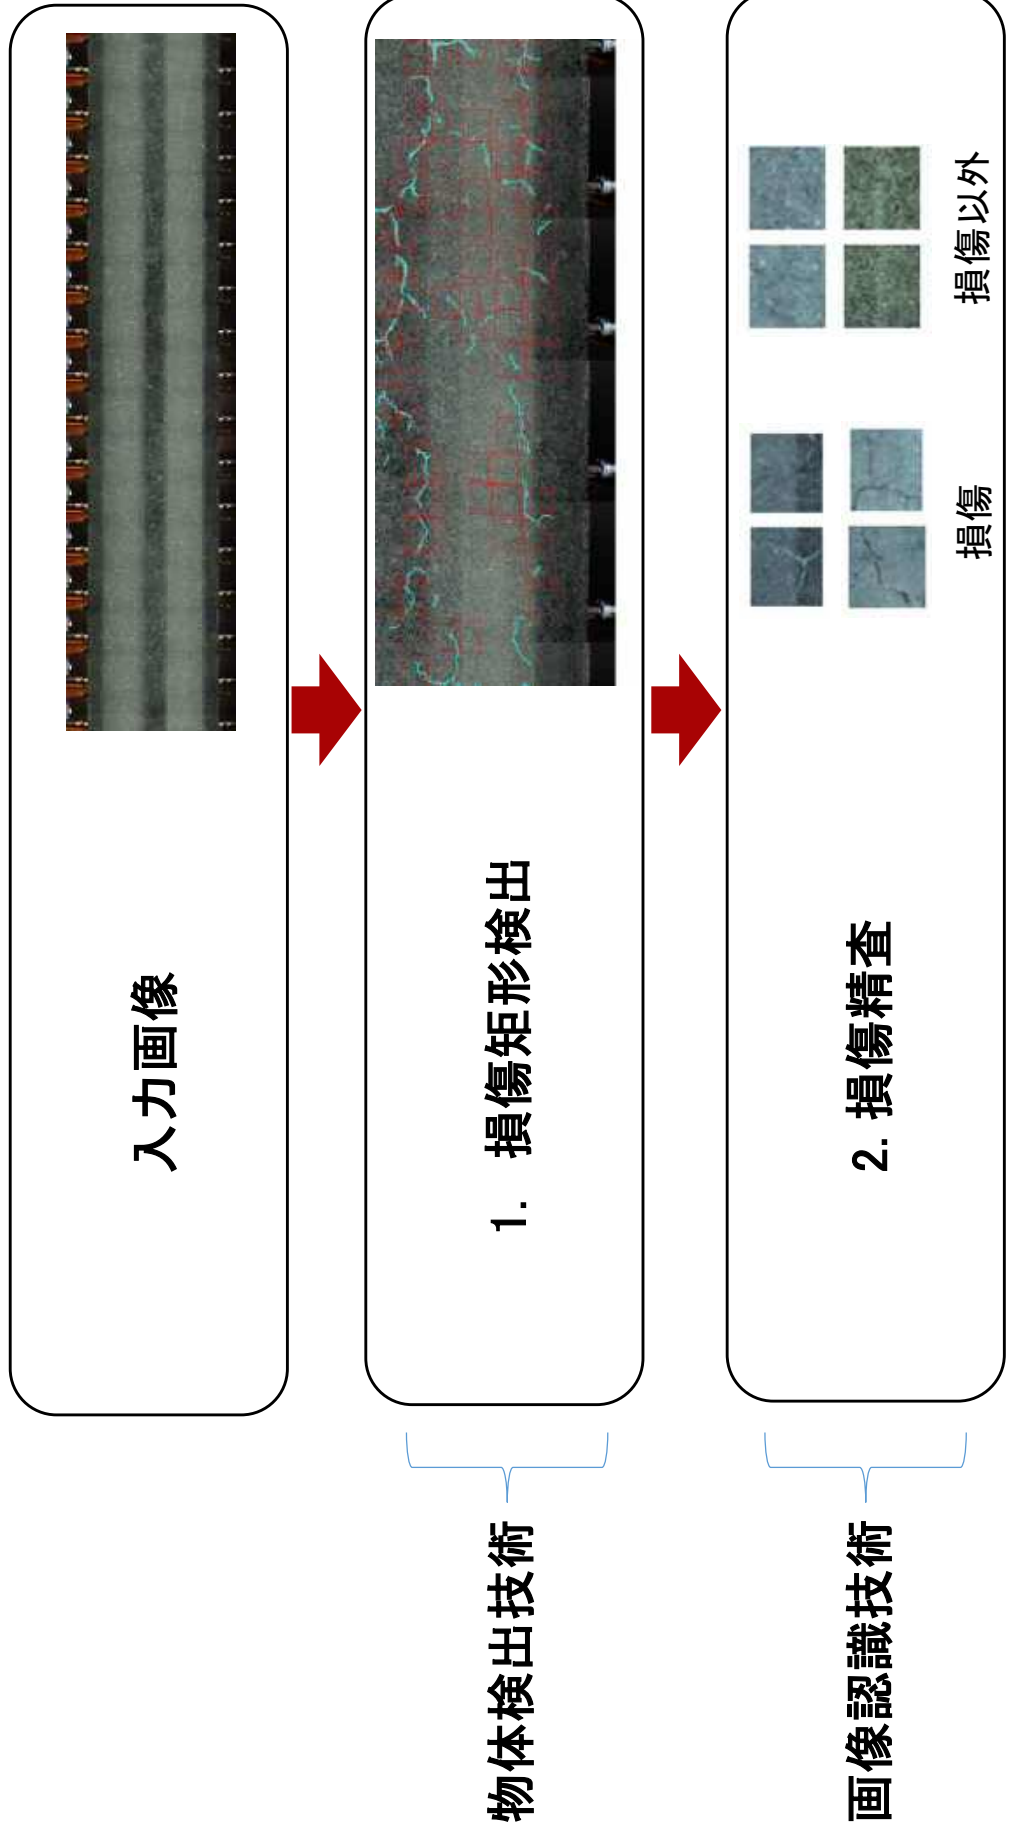 入力画像
物体検出技術
1. 損傷矩形検出
画像認識技術
2. 損傷精査
損傷
損傷以外